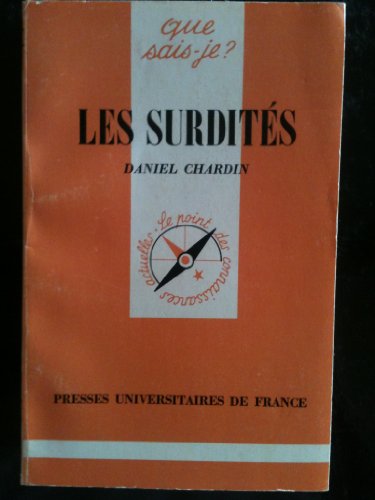 que
sais-je?
LES SURDITÉS
DANIEL CHARDIN
Le point des connaissances actuelles.
PRESSES UNIVERSITAIRES DE FRANCE